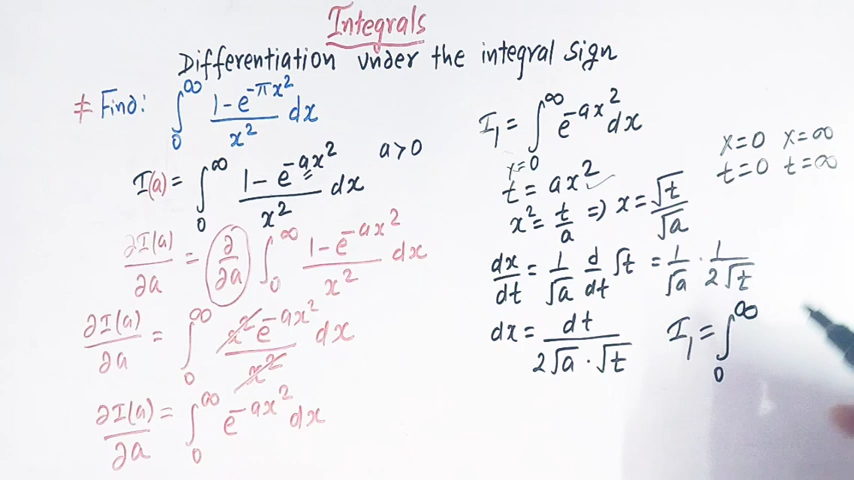 Integrals
Differentiation under the integral sign
≠ Find: ∫₀^∞ (1-e^{-πx²})/x² dx
I(a) = ∫₀^∞ (1-e^{-ax²})/x² dx a>0
∂I(a)/∂a = ∂/∂a ∫₀^∞ (1-e^{-ax²})/x² dx
∂I(a)/∂a = ∫₀^∞ (x² e^{-ax²})/x² dx
∂I(a)/∂a = ∫₀^∞ e^{-ax²} dx
I₁ = ∫_{x=0}^∞ e^{-ax²} dx
x=0 x=∞
t=0 t=∞
t = ax² ✓
x² = t/a ⇒ x = √t/√a
dx/dt = 1/√a d/dt √t = 1/√a · 1/(2√t)
dx = dt/(2√a·√t) I₁ = ∫₀^∞